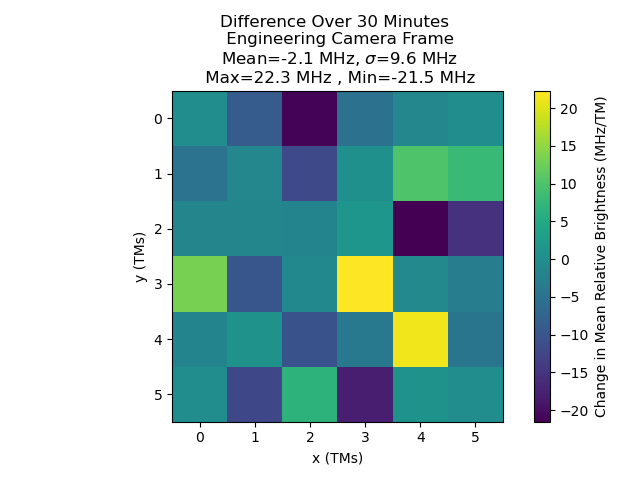 Difference Over 30 Minutes
Engineering Camera Frame
Mean=-2.1 MHz, σ=9.6 MHz
Max=22.3 MHz , Min=-21.5 MHz
0
1
2
3
4
5
y (TMs)
0 1 2 3 4 5
x (TMs)
20
15
10
5
0
−5
−10
−15
−20
Change in Mean Relative Brightness (MHz/TM)